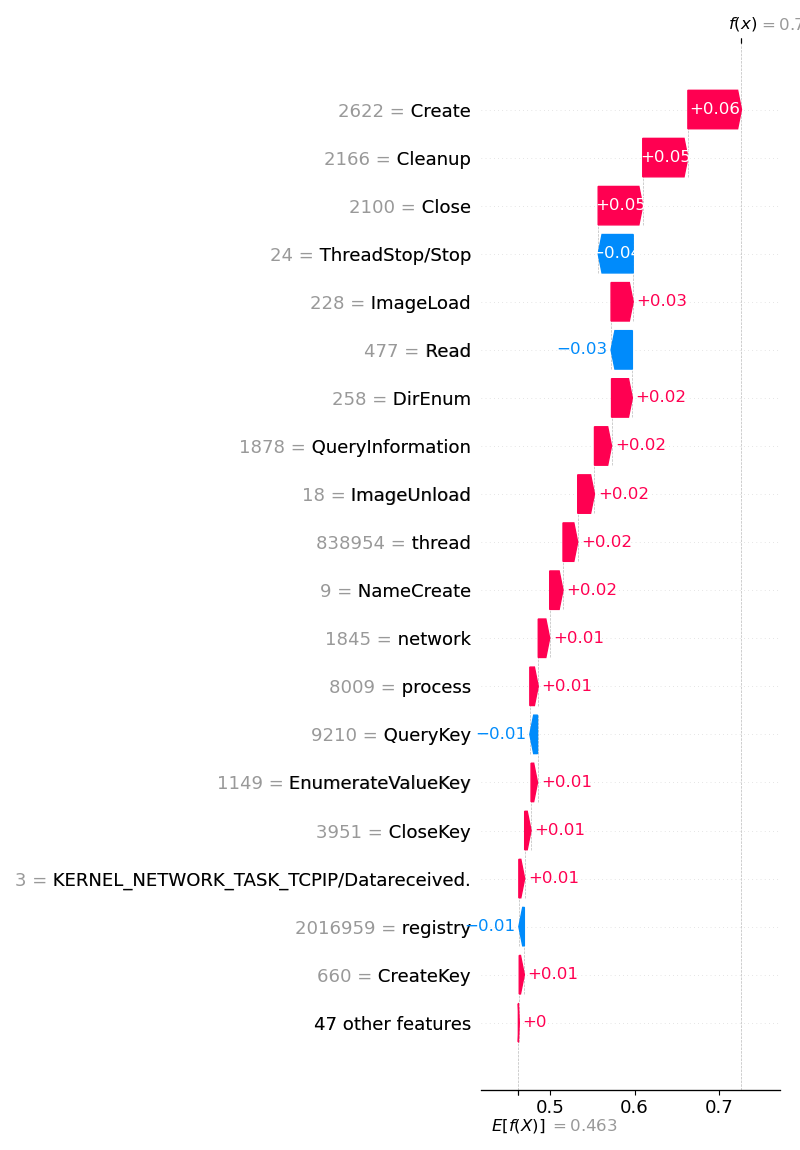 f(x) = 0.7
2622 = Create +0.06
2166 = Cleanup +0.05
2100 = Close +0.05
24 = ThreadStop/Stop −0.04
228 = ImageLoad +0.03
477 = Read −0.03
258 = DirEnum +0.02
1878 = QueryInformation +0.02
18 = ImageUnload +0.02
838954 = thread +0.02
9 = NameCreate +0.02
1845 = network +0.01
8009 = process +0.01
9210 = QueryKey −0.01
1149 = EnumerateValueKey +0.01
3951 = CloseKey +0.01
3 = KERNEL_NETWORK_TASK_TCPIP/Datareceived. +0.01
2016959 = registry −0.01
660 = CreateKey +0.01
47 other features +0
0.5 0.6 0.7
E[f(X)] = 0.463